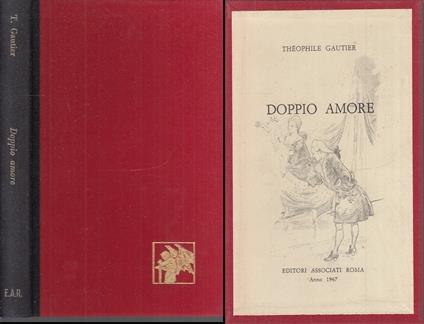 T. Gautier
Doppio amore
E.A.R.
THÉOPHILE GAUTIER
DOPPIO AMORE
EDITORI ASSOCIATI ROMA
Anno 1967